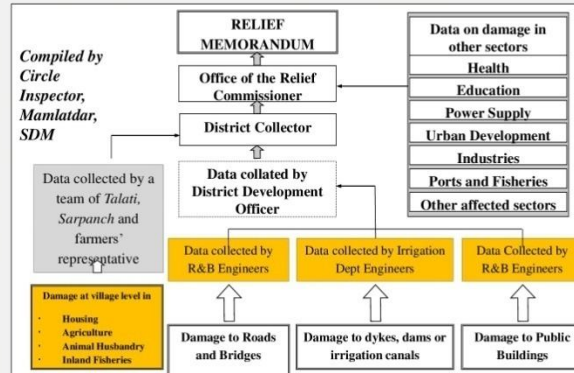 RELIEF
MEMORANDUM
Compiled by
Circle
Inspector,
Mamlatdar,
SDM
Office of the Relief
Commissioner
District Collector
Data collected by a
team of Talati,
Sarpanch and
farmers’
representative
Data collated by
District Development
Officer
Data on damage in
other sectors
Health
Education
Power Supply
Urban Development
Industries
Ports and Fisheries
Other affected sectors
Data collected by
R&B Engineers
Data collected by Irrigation
Dept Engineers
Data Collected by
R&B Engineers
Damage at village level in
· Housing
· Agriculture
· Animal Husbandry
· Inland Fisheries
Damage to Roads
and Bridges
Damage to dykes, dams or
irrigation canals
Damage to Public
Buildings